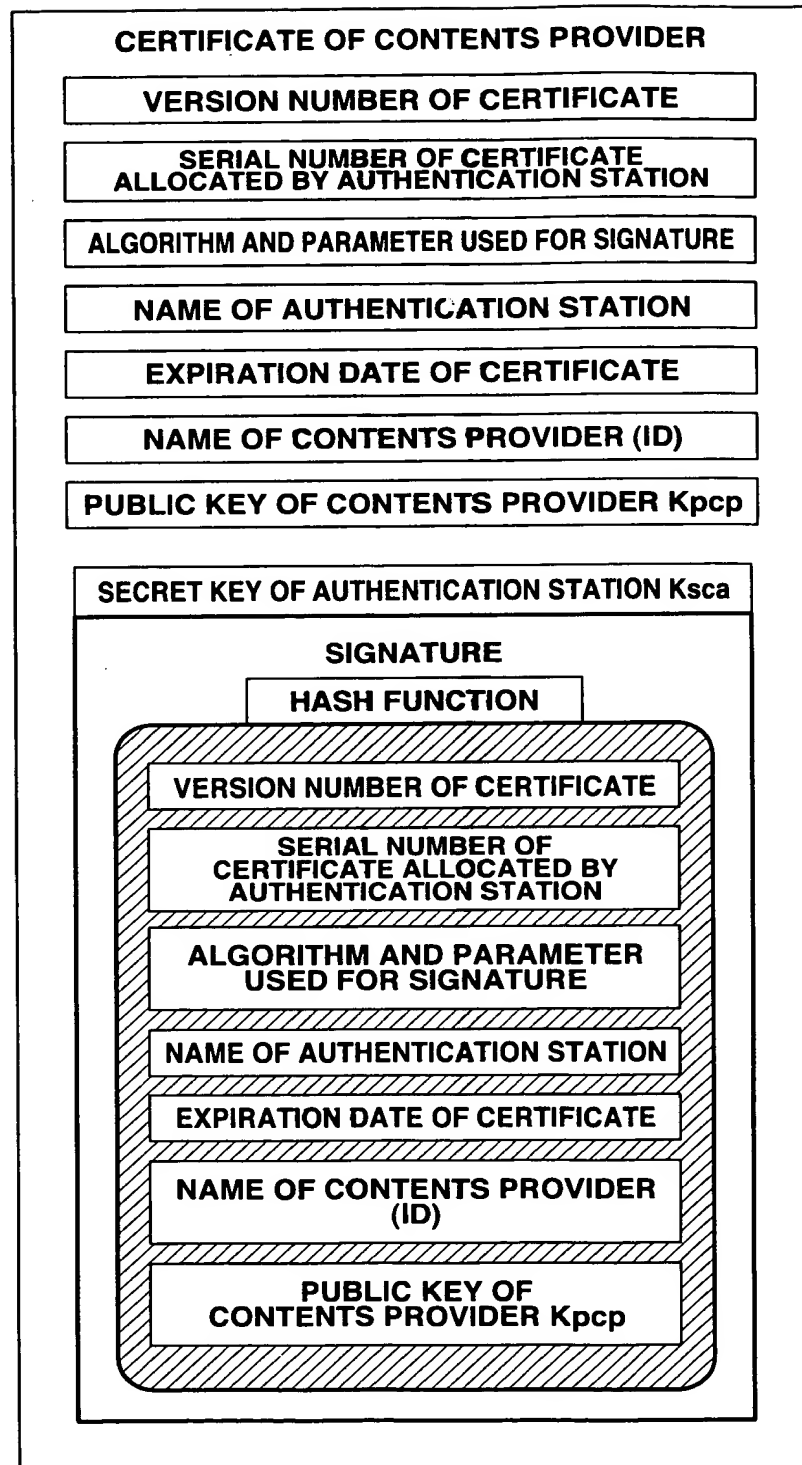 CERTIFICATE OF CONTENTS PROVIDER
VERSION NUMBER OF CERTIFICATE
SERIAL NUMBER OF CERTIFICATE
ALLOCATED BY AUTHENTICATION STATION
ALGORITHM AND PARAMETER USED FOR SIGNATURE
NAME OF AUTHENTICATION STATION
EXPIRATION DATE OF CERTIFICATE
NAME OF CONTENTS PROVIDER (ID)
PUBLIC KEY OF CONTENTS PROVIDER Kpcp
SECRET KEY OF AUTHENTICATION STATION Ksca
SIGNATURE
HASH FUNCTION
VERSION NUMBER OF CERTIFICATE
SERIAL NUMBER OF
CERTIFICATE ALLOCATED BY
AUTHENTICATION STATION
ALGORITHM AND PARAMETER
USED FOR SIGNATURE
NAME OF AUTHENTICATION STATION
EXPIRATION DATE OF CERTIFICATE
NAME OF CONTENTS PROVIDER
(ID)
PUBLIC KEY OF
CONTENTS PROVIDER Kpcp